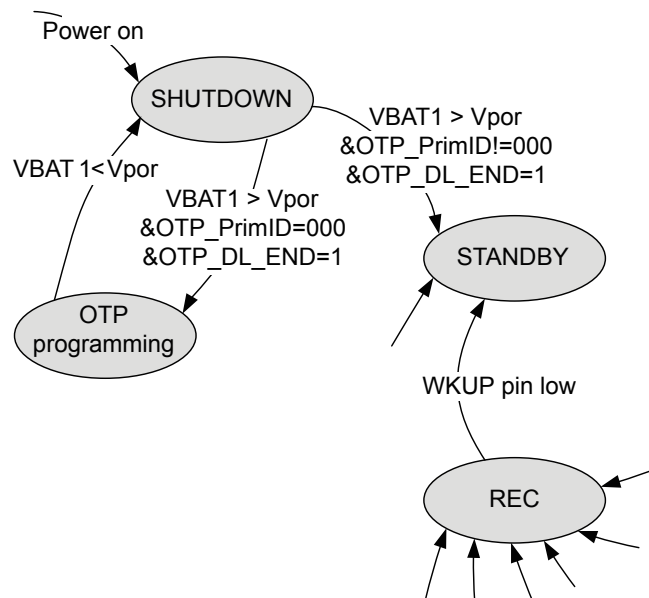 Power on
SHUTDOWN
VBAT1 > Vpor
&OTP_PrimID!=000
&OTP_DL_END=1
VBAT 1<Vpor
VBAT1 > Vpor
&OTP_PrimID=000
&OTP_DL_END=1
STANDBY
OTP
programming
WKUP pin low
REC